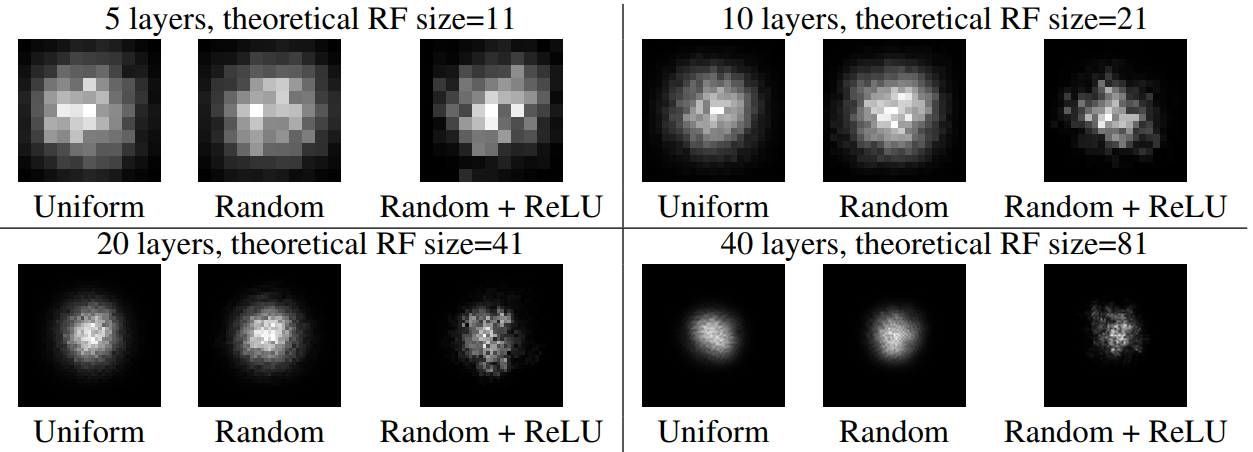 5 layers, theoretical RF size=11
Uniform
Random
Random + ReLU
10 layers, theoretical RF size=21
Uniform
Random
Random + ReLU
20 layers, theoretical RF size=41
Uniform
Random
Random + ReLU
40 layers, theoretical RF size=81
Uniform
Random
Random + ReLU